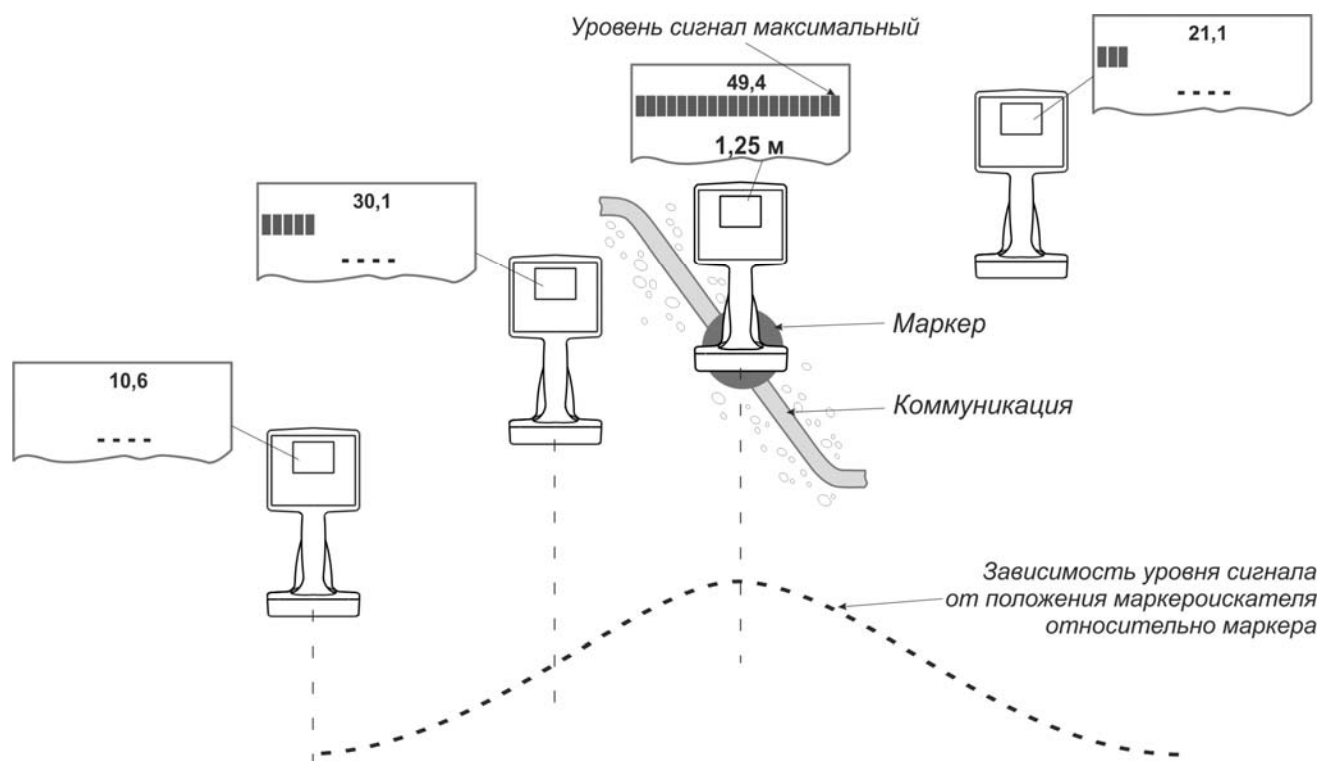 Уровень сигнал максимальный
21,1
- - - -
49,4
1,25 м
30,1
- - - -
Маркер
10,6
- - - -
Коммуникация
Зависимость уровня сигнала
от положения маркероискателя
относительно маркера